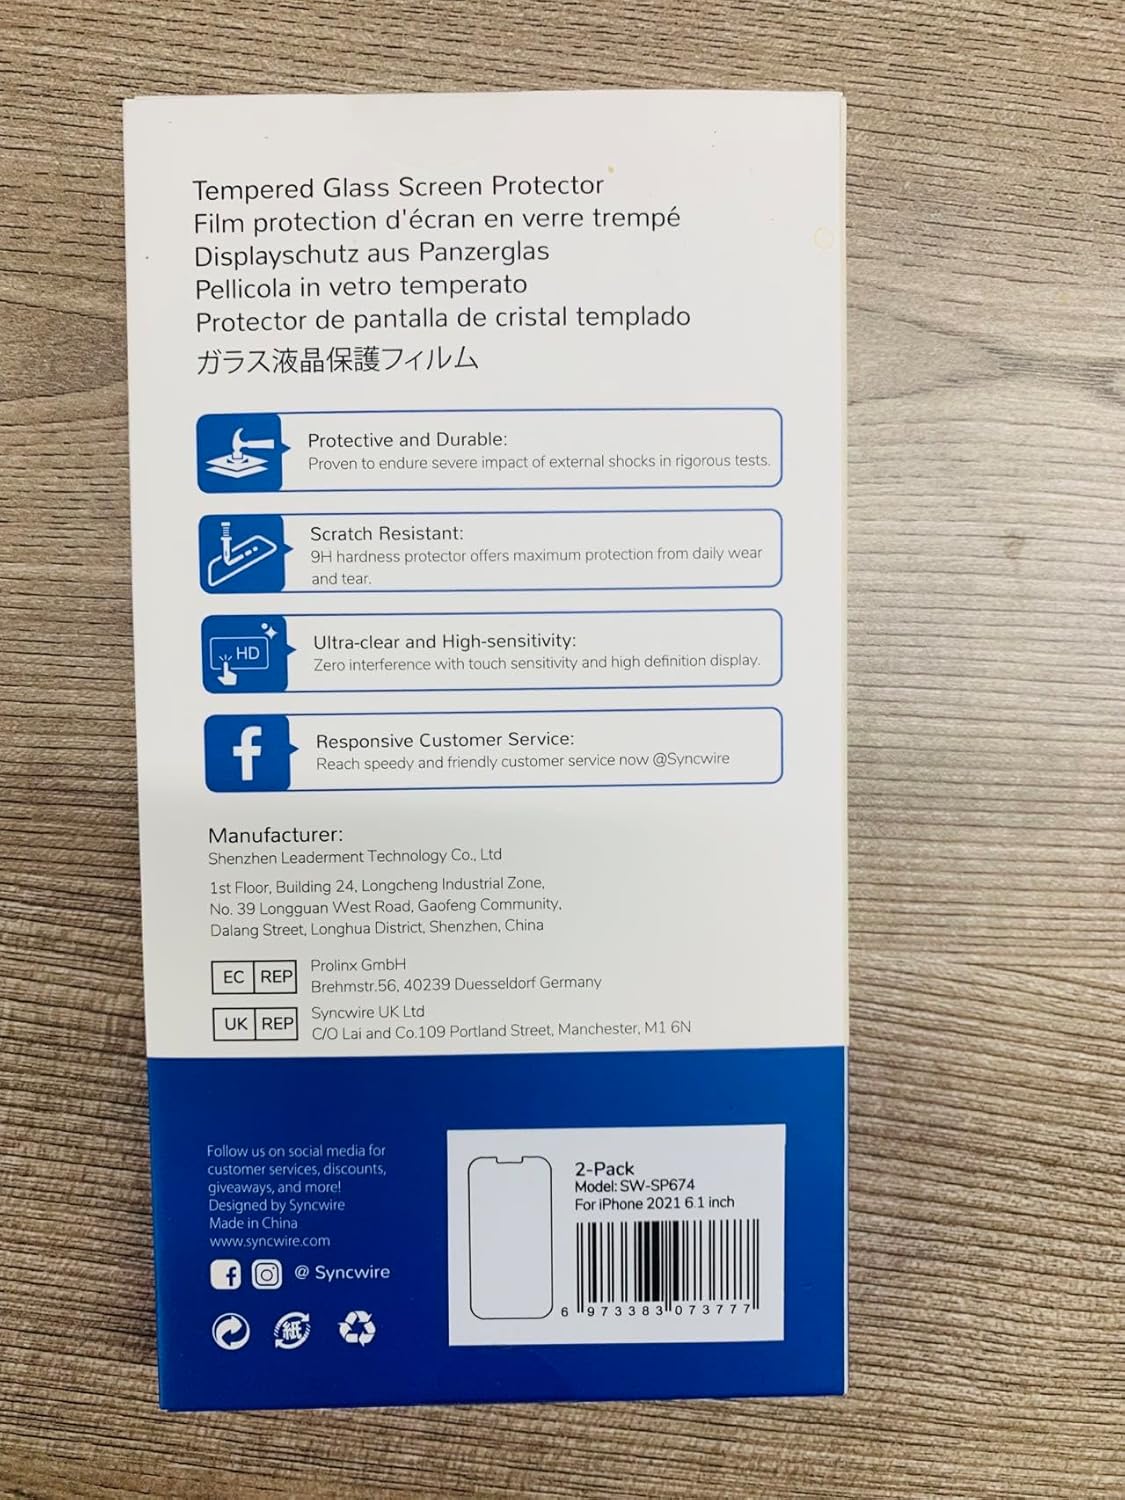 Tempered Glass Screen Protector
Film protection d'écran en verre trempé
Displayschutz aus Panzerglas
Pellicola in vetro temperato
Protector de pantalla de cristal templado
ガラス液晶保護フィルム
Protective and Durable:
Proven to endure severe impact of external shocks in rigorous tests.
Scratch Resistant:
9H hardness protector offers maximum protection from daily wear
and tear.
HD
Ultra-clear and High-sensitivity:
Zero interference with touch sensitivity and high definition display.
Responsive Customer Service:
Reach speedy and friendly customer service now @Syncwire
Manufacturer:
Shenzhen Leaderment Technology Co., Ltd
1st Floor, Building 24, Longcheng Industrial Zone,
No. 39 Longguan West Road, Gaofeng Community,
Dalang Street, Longhua District, Shenzhen, China
EC REP
Prolinx GmbH
Brehmstr.56, 40239 Duesseldorf Germany
UK REP
Syncwire UK Ltd
C/O Lai and Co.109 Portland Street, Manchester, M1 6N
Follow us on social media for
customer services, discounts,
giveaways, and more!
Designed by Syncwire
Made in China
www.syncwire.com
@ Syncwire
紙
2-Pack
Model: SW-SP674
For iPhone 2021 6.1 inch
6 973383 073777